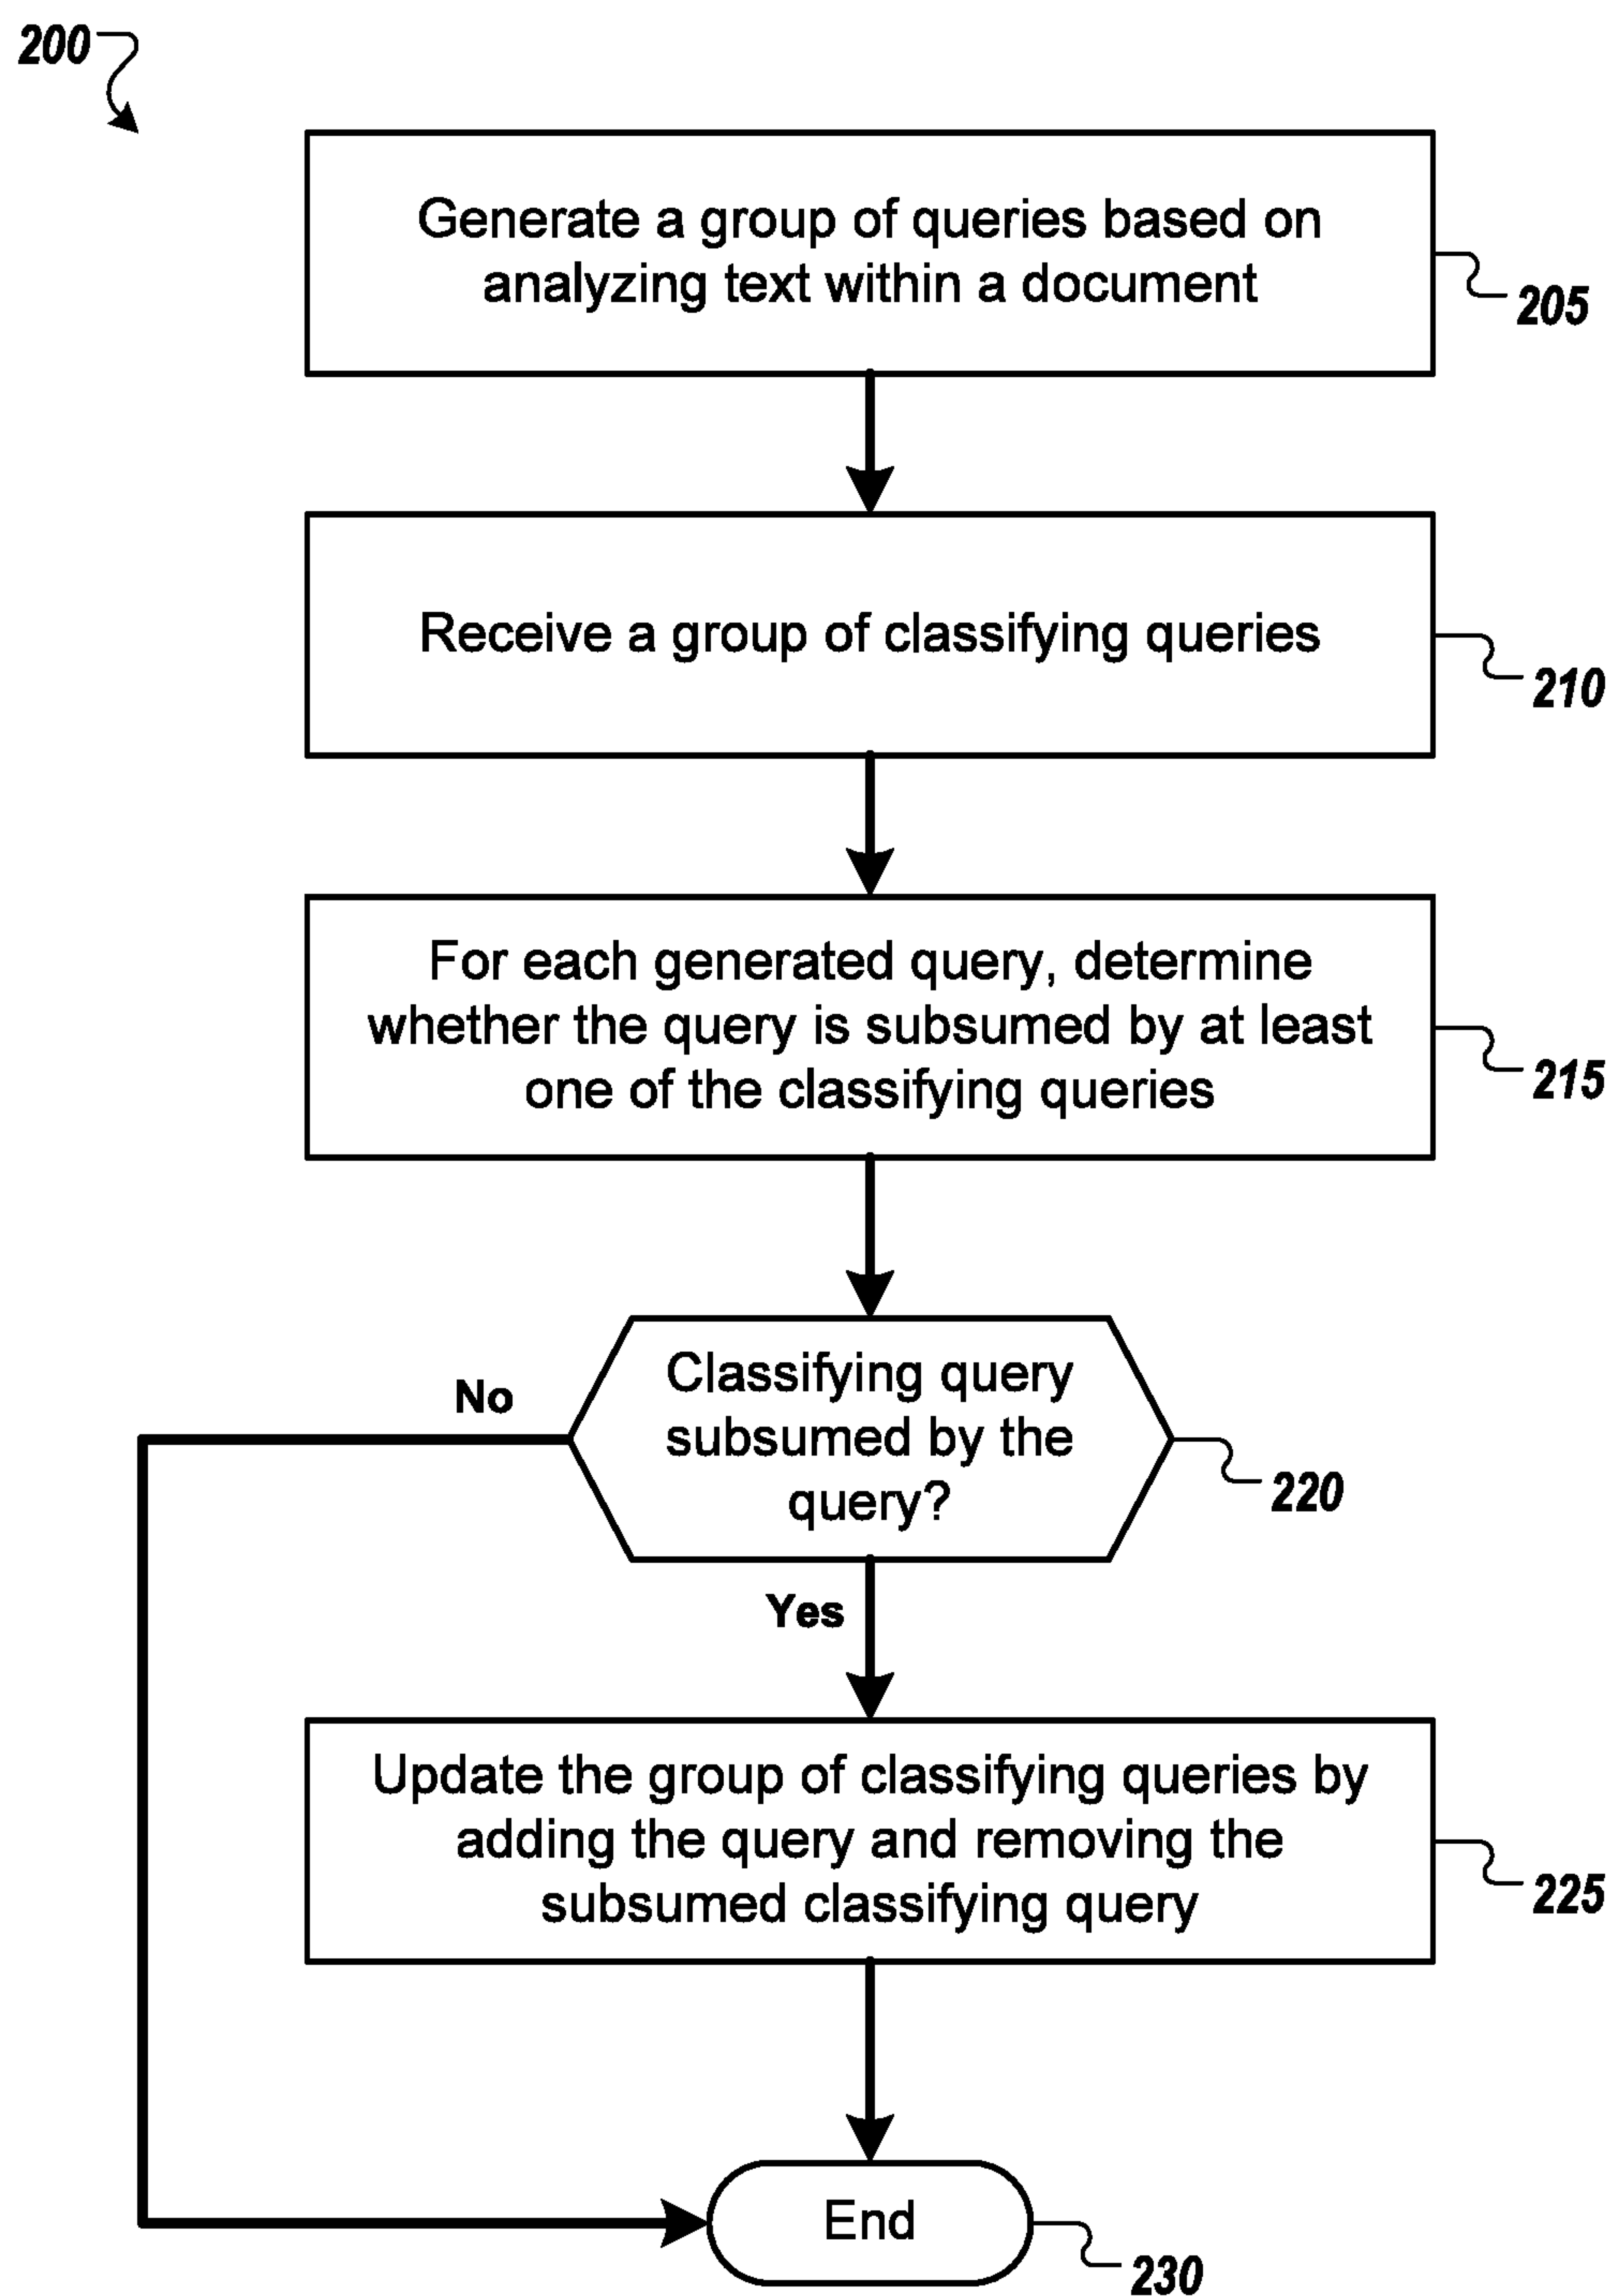 200
Generate a group of queries based on
analyzing text within a document
205
Receive a group of classifying queries
210
For each generated query, determine
whether the query is subsumed by at least
one of the classifying queries
215
Classifying query
subsumed by the
query?
No
220
Yes
Update the group of classifying queries by
adding the query and removing the
subsumed classifying query
225
End
230